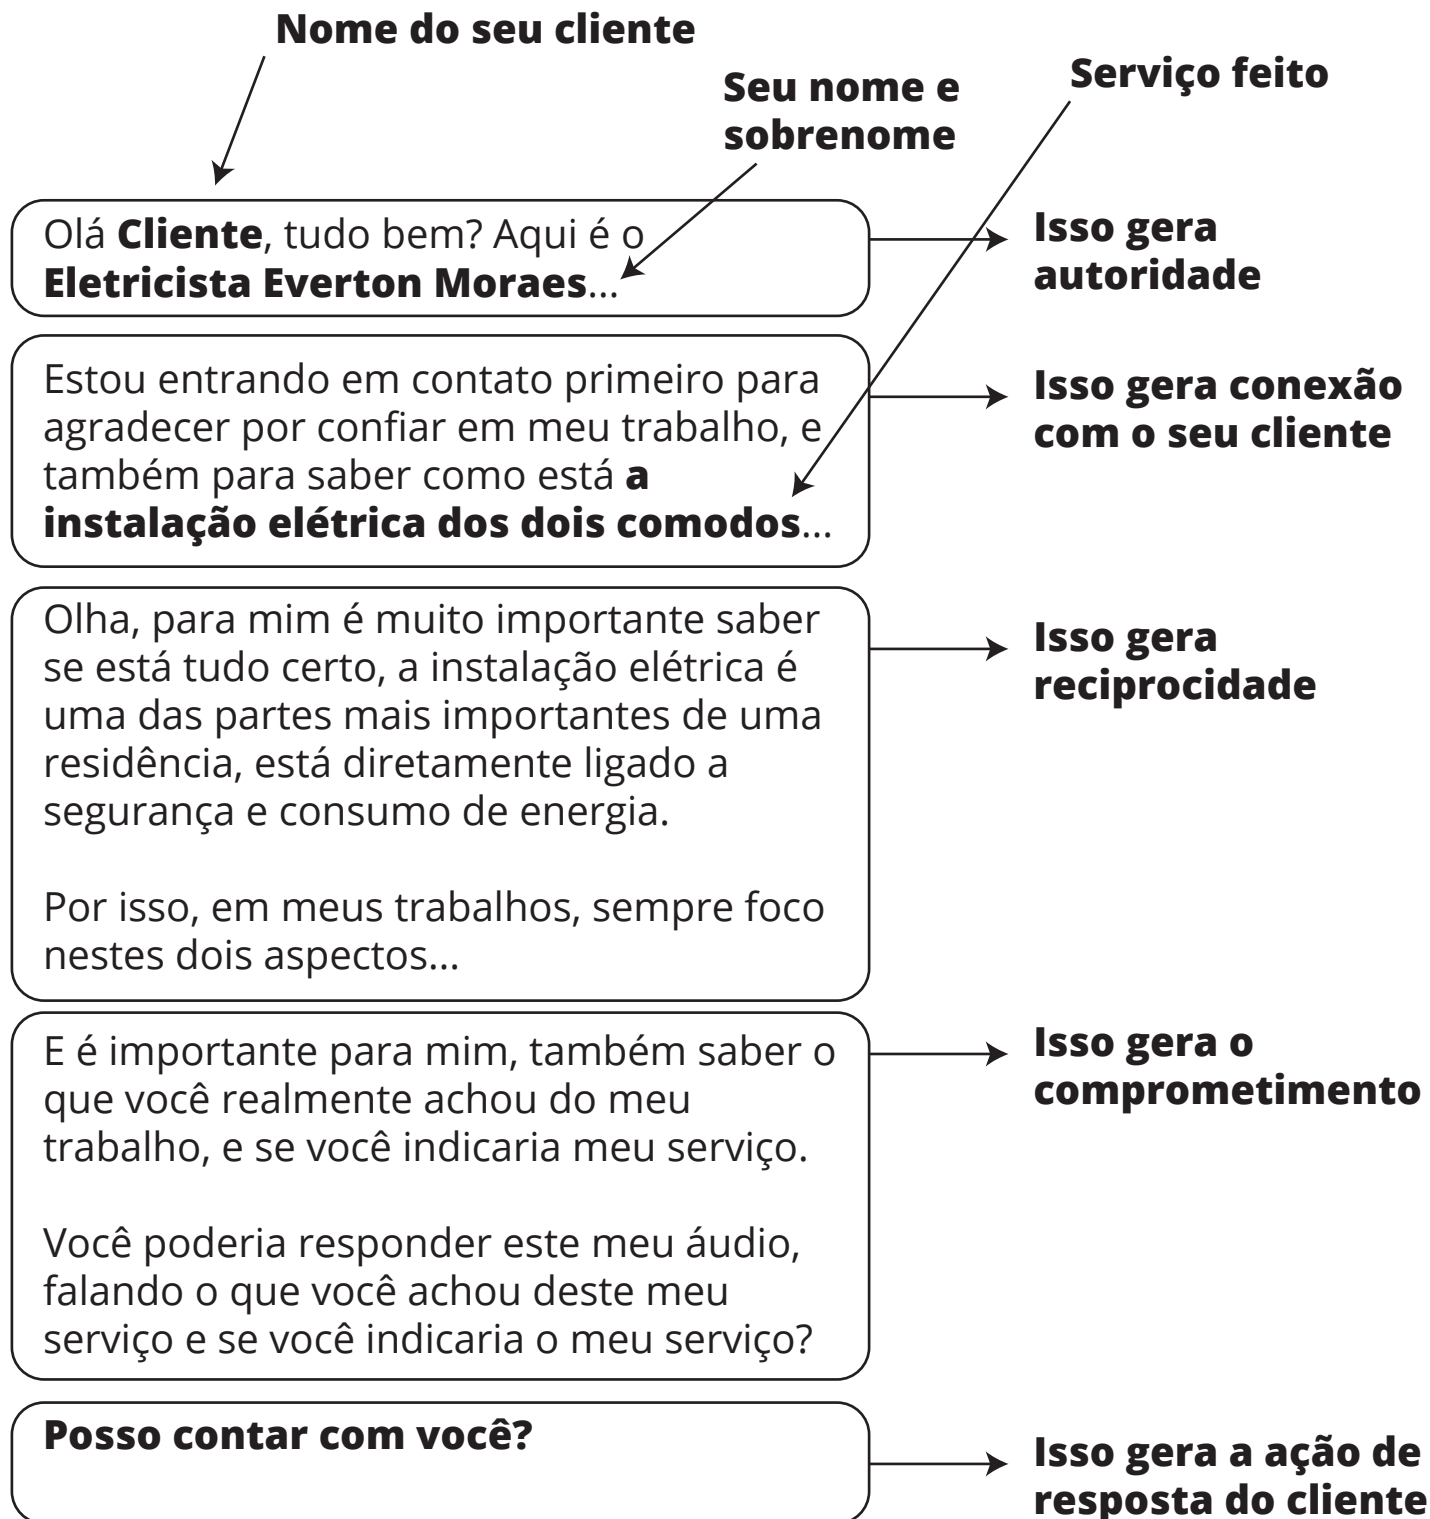 Nome do seu cliente
Seu nome e
sobrenome
Serviço feito
Olá Cliente, tudo bem? Aqui é o
Eletricista Everton Moraes...
Isso gera
autoridade
Estou entrando em contato primeiro para
agradecer por confiar em meu trabalho, e
também para saber como está a
instalação elétrica dos dois comodos...
Isso gera conexão
com o seu cliente
Olha, para mim é muito importante saber
se está tudo certo, a instalação elétrica é
uma das partes mais importantes de uma
residência, está diretamente ligado a
segurança e consumo de energia.
Por isso, em meus trabalhos, sempre foco
nestes dois aspectos...
Isso gera
reciprocidade
E é importante para mim, também saber o
que você realmente achou do meu
trabalho, e se você indicaria meu serviço.
Você poderia responder este meu áudio,
falando o que você achou deste meu
serviço e se você indicaria o meu serviço?
Isso gera o
comprometimento
Posso contar com você?
Isso gera a ação de
resposta do cliente